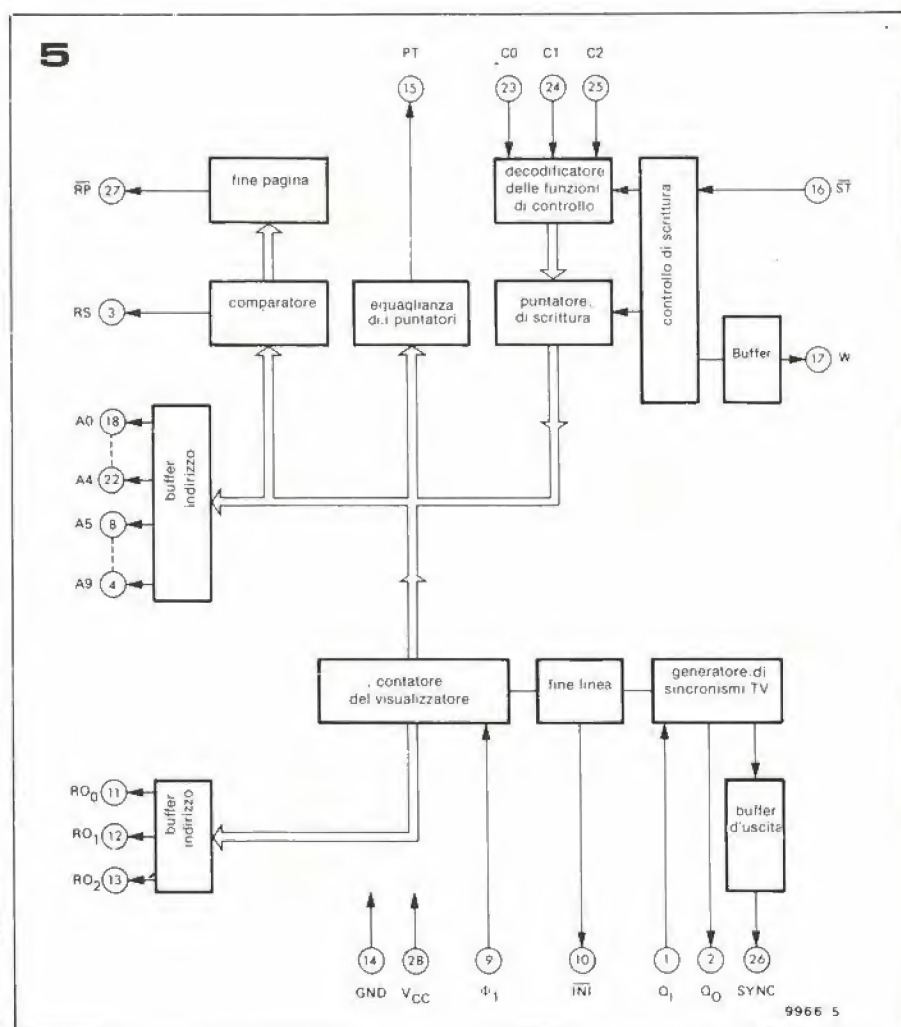 5
PT
C0 C1 C2
15
23 24 25
fine pagina
decodificatore
delle funzioni
di controllo
RP 27
16 ST
controllo di scrittura
RS 3
comparatore
equaglianza
dei puntatori
puntatore
di scrittura
Buffer
17 W
A0 18
A4 22
A5 8
A9 4
buffer
indirizzo
contatore
del visualizzatore
fine linea
generatore di
sincronismi TV
RO0 11
RO1 12
RO2 13
buffer
indirizzo
buffer
d'uscita
14 28 9 10 1 2 26
GND VCC Φ1 INI QI QO SYNC
9966 5